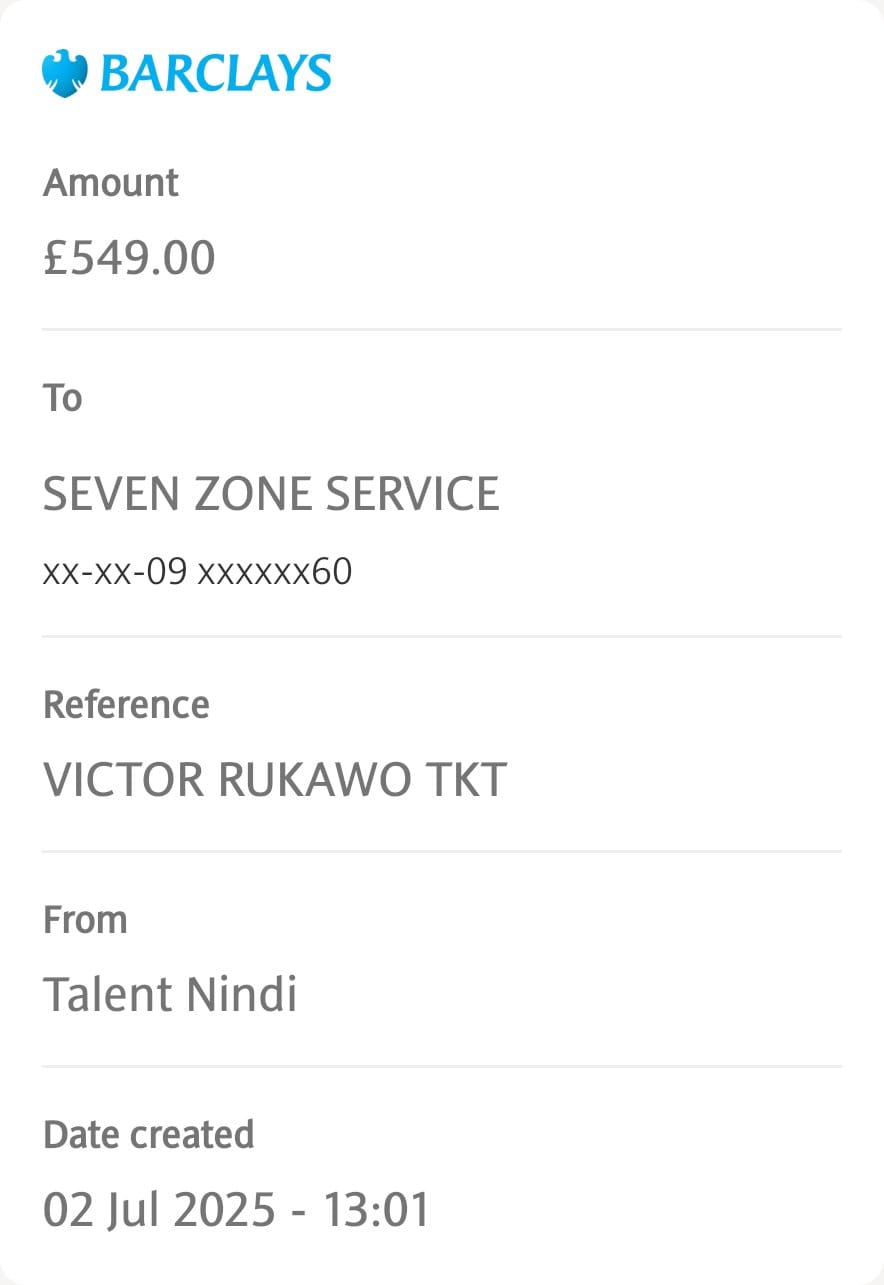 BARCLAYS
Amount
£549.00
To
SEVEN ZONE SERVICE
xx-xx-09 xxxxxx60
Reference
VICTOR RUKAWO TKT
From
Talent Nindi
Date created
02 Jul 2025 - 13:01